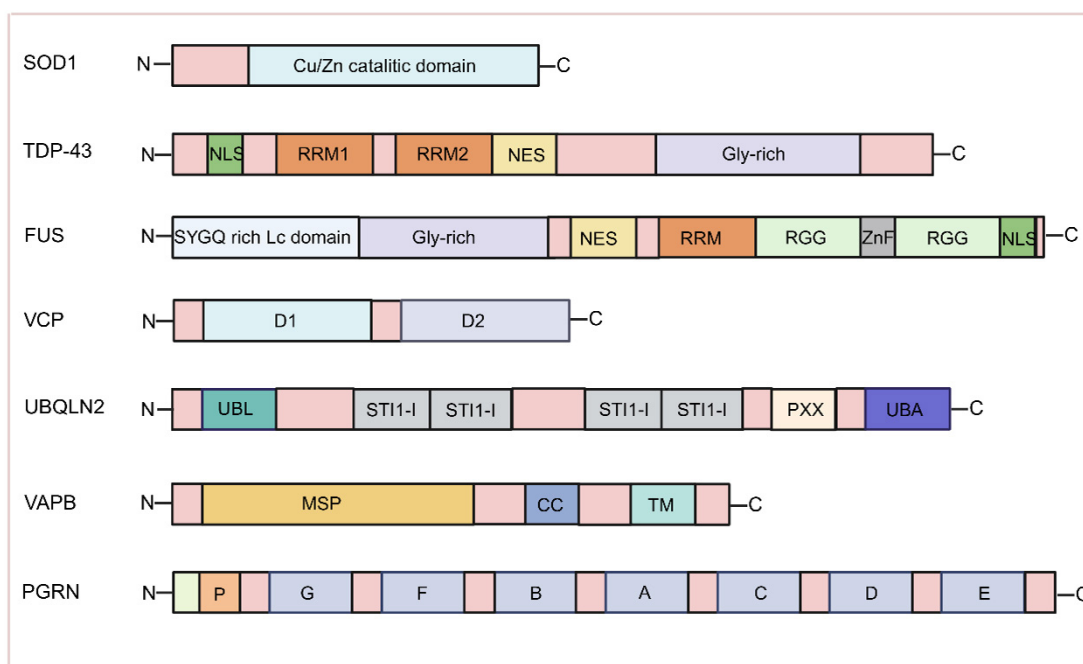 SOD1 N Cu/Zn catalitic domain C
TDP-43 N NLS RRM1 RRM2 NES Gly-rich C
FUS N SYGQ rich Lc domain Gly-rich NES RRM RGG ZnF RGG NLS C
VCP N D1 D2 C
UBQLN2 N UBL STI1-I STI1-I STI1-I STI1-I PXX UBA C
VAPB N MSP CC TM C
PGRN N P G F B A C D E C